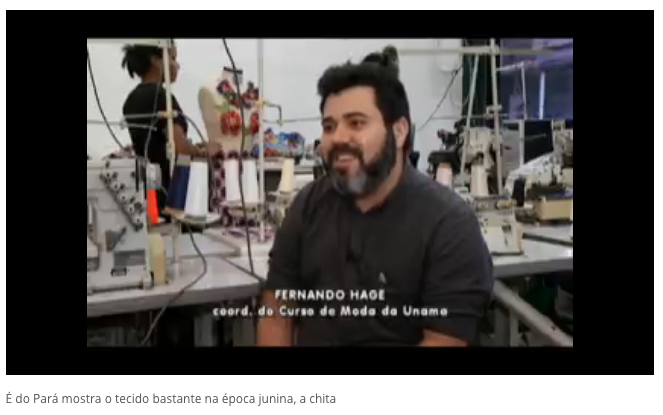 FERNANDO HAGE
coord. do Curso de Moda da Unama
É do Pará mostra o tecido bastante na época junina, a chita